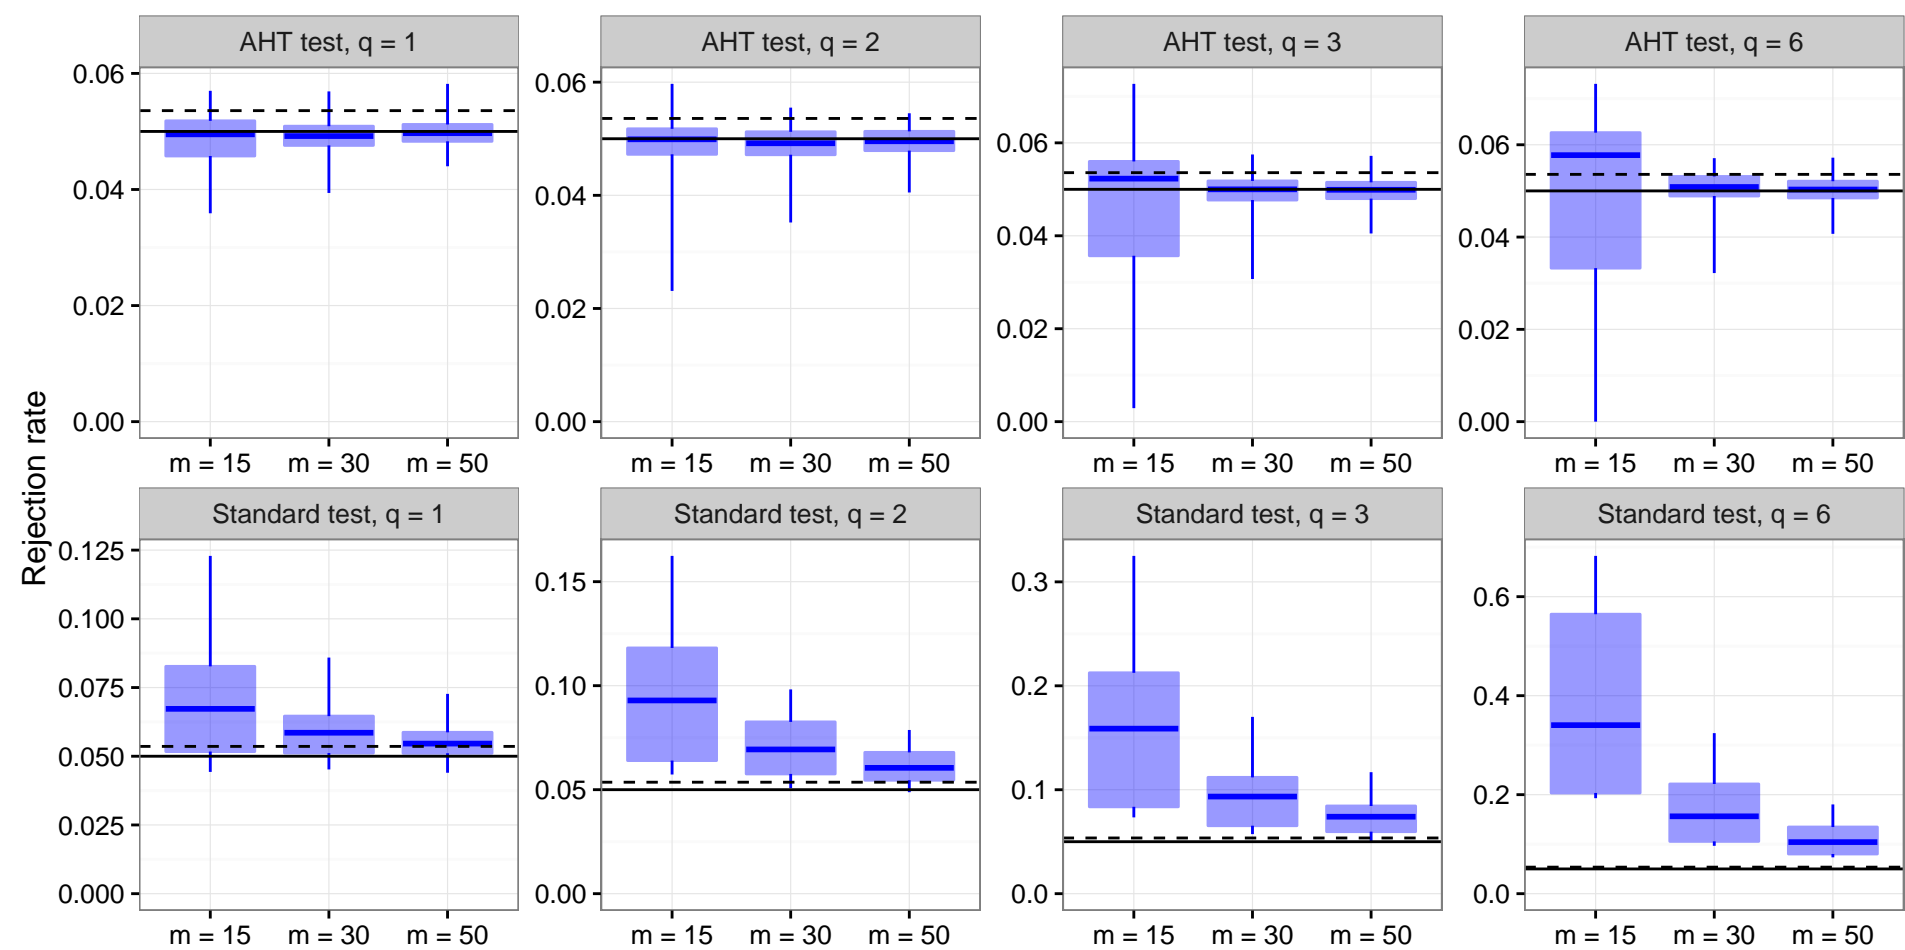 AHT test, q = 1
AHT test, q = 2
AHT test, q = 3
AHT test, q = 6
0.06
0.04
0.02
0.00
0.06
0.04
0.02
0.00
0.06
0.04
0.02
0.00
0.06
0.04
0.02
0.00
m = 15 m = 30 m = 50
m = 15 m = 30 m = 50
m = 15 m = 30 m = 50
m = 15 m = 30 m = 50
Rejection rate
Standard test, q = 1
Standard test, q = 2
Standard test, q = 3
Standard test, q = 6
0.125
0.100
0.075
0.050
0.025
0.000
0.15
0.10
0.05
0.00
0.3
0.2
0.1
0.0
0.6
0.4
0.2
0.0
m = 15 m = 30 m = 50
m = 15 m = 30 m = 50
m = 15 m = 30 m = 50
m = 15 m = 30 m = 50